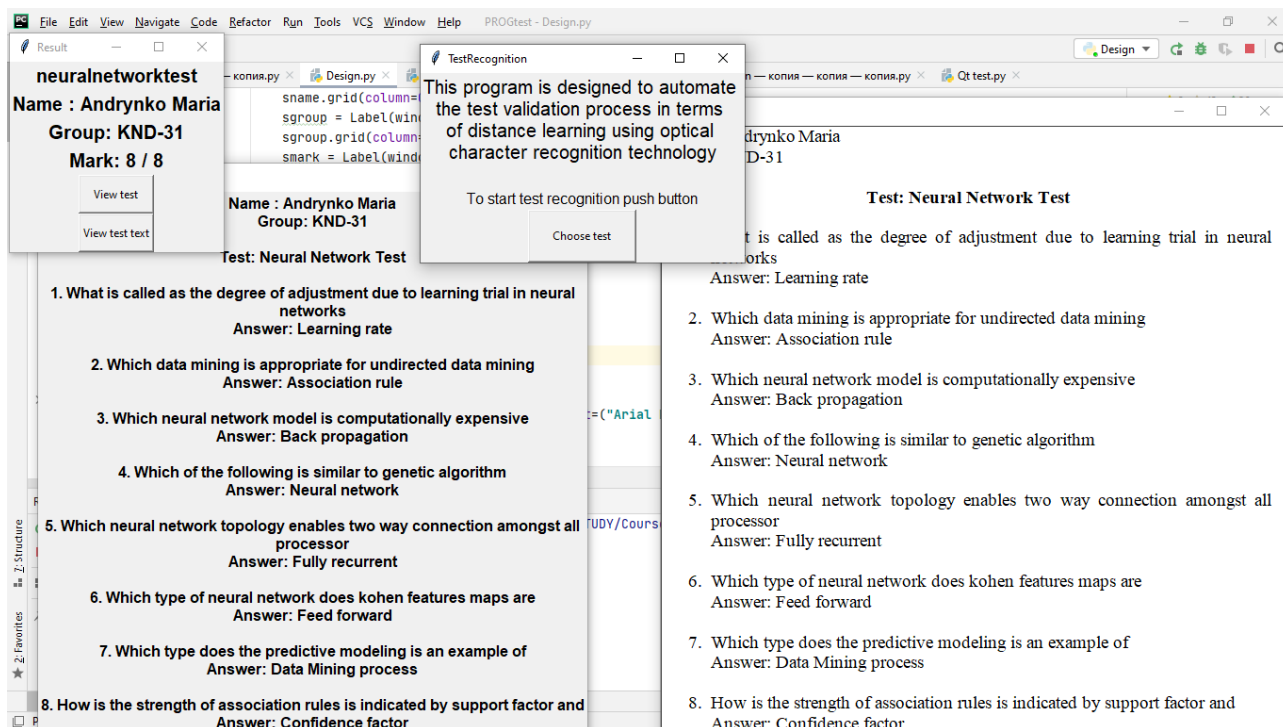 File Edit View Navigate Code Refactor Run Tools VCS Window Help PROGtest - Design.py
Design
– копия.py Design.py n — копия — копия — копия.py Qt test.py
sname.grid(column=
sgroup = Label(wind
sgroup.grid(column=
smark = Label(windo
Result
neuralnetworktest
Name : Andrynko Maria
Group: KND-31
Mark: 8 / 8
View test
View test text
TestRecognition
This program is designed to automate
the test validation process in terms
of distance learning using optical
character recognition technology
To start test recognition push button
Choose test
Name : Andrynko Maria
Group: KND-31
Test: Neural Network Test
1. What is called as the degree of adjustment due to learning trial in neural
networks
Answer: Learning rate
2. Which data mining is appropriate for undirected data mining
Answer: Association rule
3. Which neural network model is computationally expensive
Answer: Back propagation
4. Which of the following is similar to genetic algorithm
Answer: Neural network
5. Which neural network topology enables two way connection amongst all
processor
Answer: Fully recurrent
6. Which type of neural network does kohen features maps are
Answer: Feed forward
7. Which type does the predictive modeling is an example of
Answer: Data Mining process
8. How is the strength of association rules is indicated by support factor and
Answer: Confidence factor
=("Arial
TUDY/Cours
7: Structure
2: Favorites
drynko Maria
D-31
Test: Neural Network Test
t is called as the degree of adjustment due to learning trial in neural
networks
Answer: Learning rate
2. Which data mining is appropriate for undirected data mining
Answer: Association rule
3. Which neural network model is computationally expensive
Answer: Back propagation
4. Which of the following is similar to genetic algorithm
Answer: Neural network
5. Which neural network topology enables two way connection amongst all
processor
Answer: Fully recurrent
6. Which type of neural network does kohen features maps are
Answer: Feed forward
7. Which type does the predictive modeling is an example of
Answer: Data Mining process
8. How is the strength of association rules is indicated by support factor and
Answer: Confidence factor